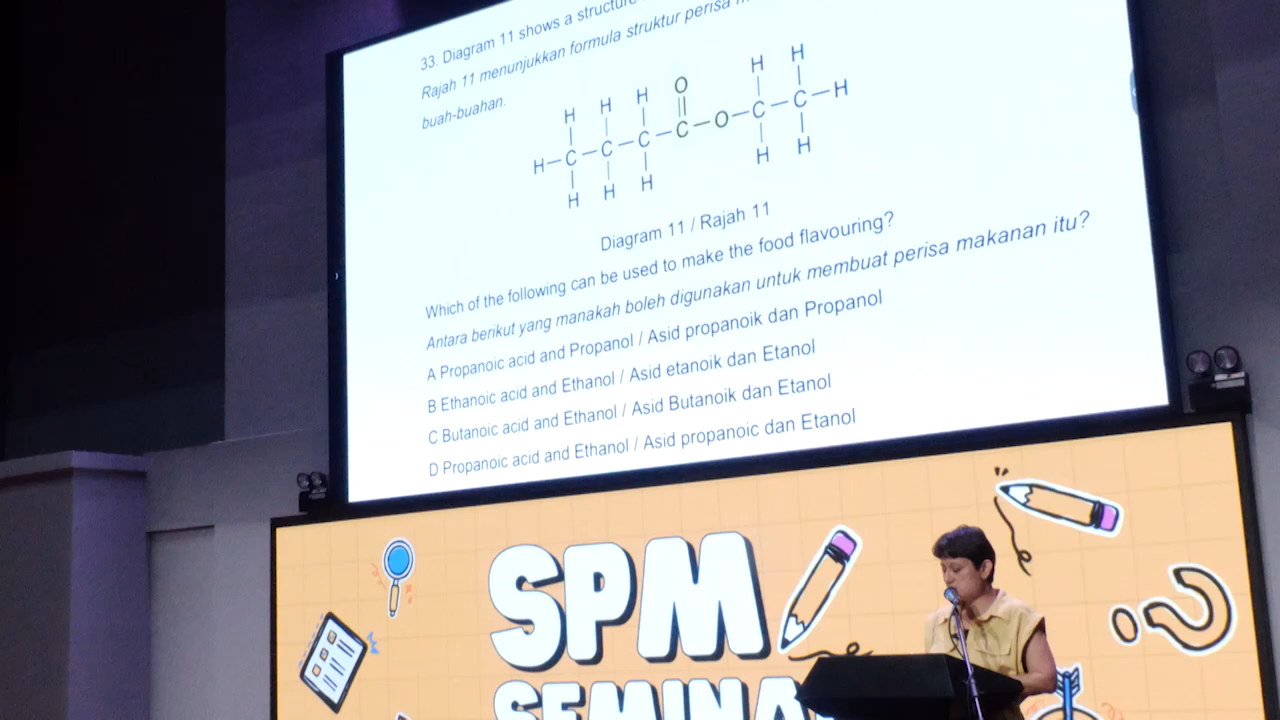 33. Diagram 11 shows a structure
Rajah 11 menunjukkan formula struktur perisa
buah-buahan.
H H
H H H O
H—C—C—C—C—O—C—C—H
H H H H H
Diagram 11 / Rajah 11
Which of the following can be used to make the food flavouring?
Antara berikut yang manakah boleh digunakan untuk membuat perisa makanan itu?
A Propanoic acid and Propanol / Asid propanoik dan Propanol
B Ethanoic acid and Ethanol / Asid etanoik dan Etanol
C Butanoic acid and Ethanol / Asid Butanoik dan Etanol
D Propanoic acid and Ethanol / Asid propanoic dan Etanol
SPM
SEMINA